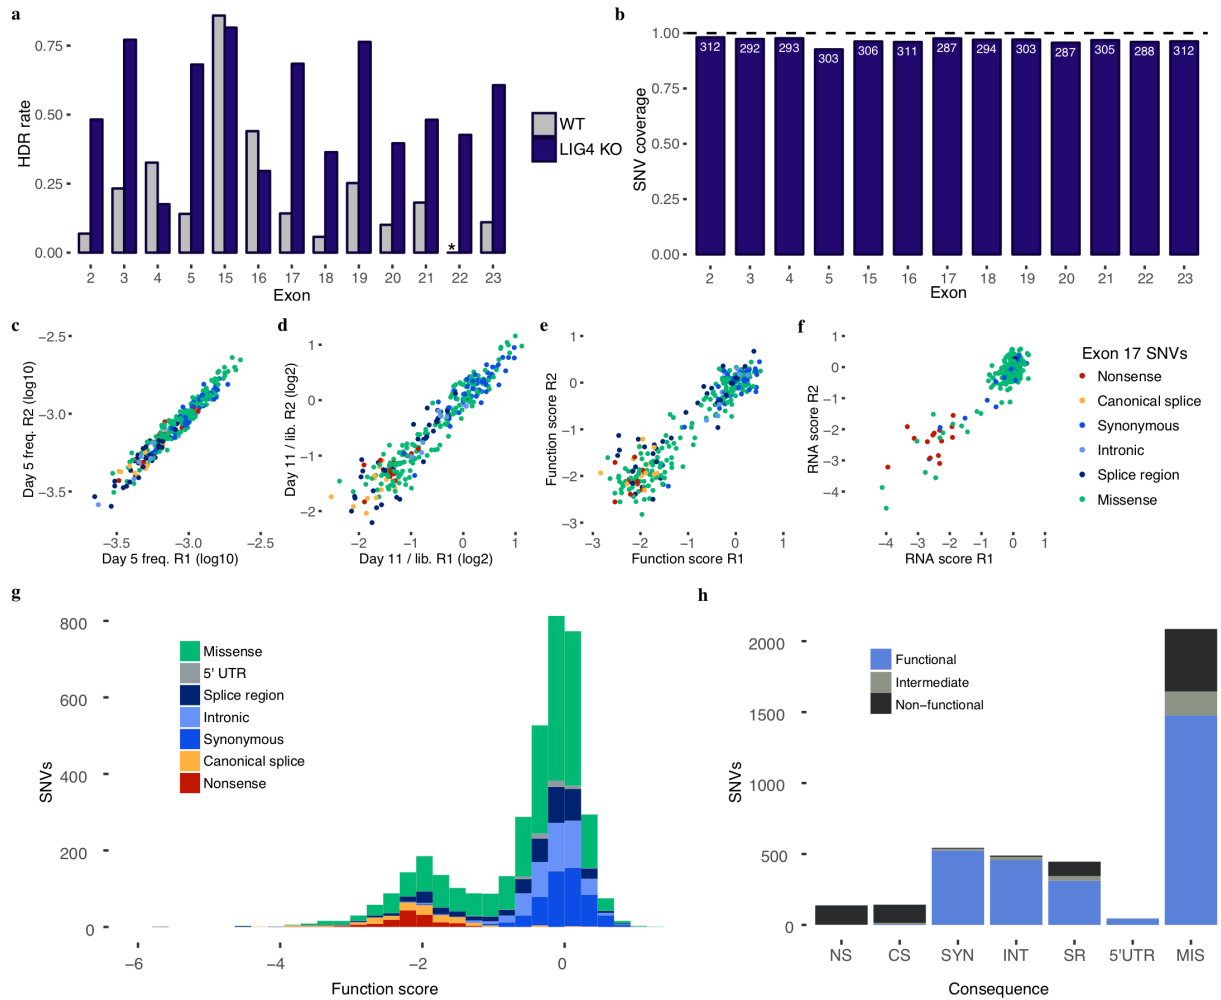 a
HDR rate
0.75
0.50
0.25
0.00
*
2 3 4 5 15 16 17 18 19 20 21 22 23
Exon
WT
LIG4 KO
b
SNV coverage
1.00
0.75
0.50
0.25
0.00
312 292 293 303 306 311 287 294 303 287 305 288 312
2 3 4 5 15 16 17 18 19 20 21 22 23
Exon
c
Day 5 freq. R2 (log10)
−2.5
−3.0
−3.5
−3.5 −3.0 −2.5
Day 5 freq. R1 (log10)
d
Day 11 / lib. R2 (log2)
1
0
−1
−2
−2 −1 0 1
Day 11 / lib. R1 (log2)
e
Function score R2
1
0
−1
−2
−3
−3 −2 −1 0 1
Function score R1
f
RNA score R2
1
0
−1
−2
−3
−4
−4 −3 −2 −1 0 1
RNA score R1
Exon 17 SNVs
Nonsense
Canonical splice
Synonymous
Intronic
Splice region
Missense
g
SNVs
800
600
400
200
0
−6 −4 −2 0
Function score
Missense
5' UTR
Splice region
Intronic
Synonymous
Canonical splice
Nonsense
h
SNVs
2000
1500
1000
500
0
NS CS SYN INT SR 5'UTR MIS
Consequence
Functional
Intermediate
Non−functional